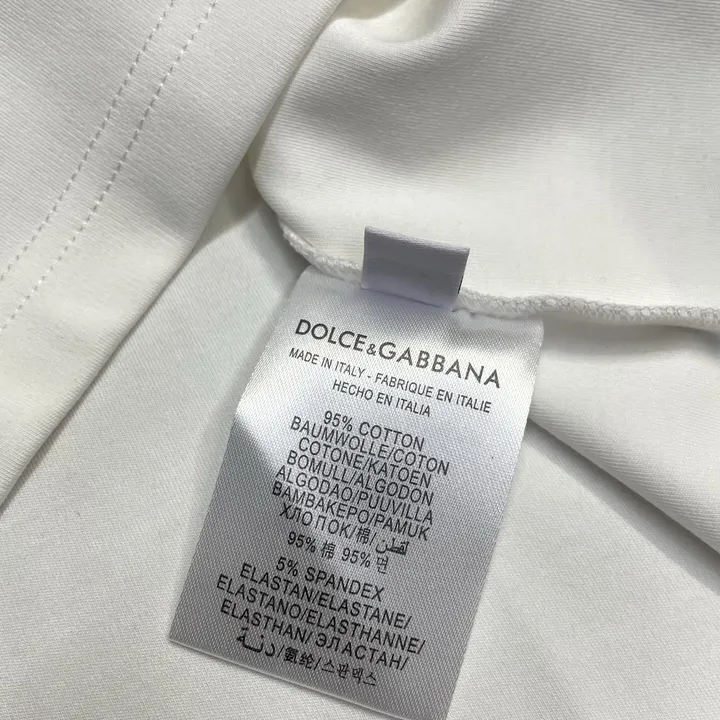 DOLCE&GABBANA
MADE IN ITALY - FABRIQUE EN ITALIE
HECHO EN ITALIA
95% COTTON
BAUMWOLLE/COTON
COTONE/KATOEN
BOMULL/ALGODON
ALGODAO/PUUVILLA
BAMBAKEPO/PAMUK
ХЛОПОК/棉/لقطن
95% 棉 95% 면
5% SPANDEX
ELASTAN/ELASTANE/
ELASTANO/ELASTHANNE/
ELASTHAN/ЭЛАСТАН/
/氨纶/스판덱스